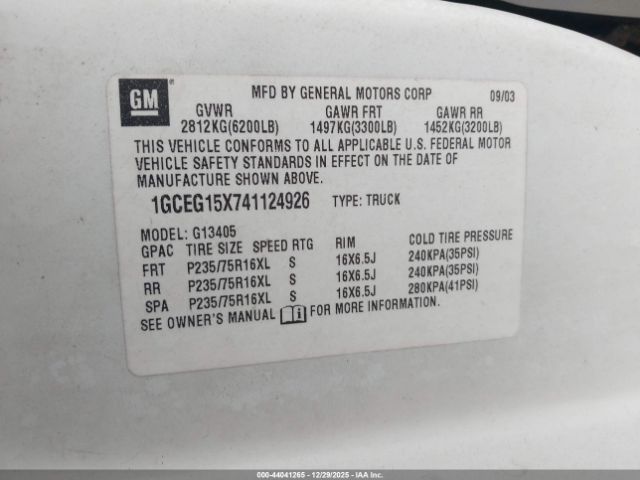 GM
MFD BY GENERAL MOTORS CORP 09/03
GVWR GAWR FRT GAWR RR
2812KG(6200LB) 1497KG(3300LB) 1452KG(3200LB)
THIS VEHICLE CONFORMS TO ALL APPLICABLE U.S. FEDERAL MOTOR
VEHICLE SAFETY STANDARDS IN EFFECT ON THE DATE OF
MANUFACTURE SHOWN ABOVE.
1GCEG15X741124926 TYPE: TRUCK
MODEL: G13405
GPAC TIRE SIZE SPEED RTG RIM COLD TIRE PRESSURE
FRT P235/75R16XL S 16X6.5J 240KPA(35PSI)
RR P235/75R16XL S 16X6.5J 240KPA(35PSI)
SPA P235/75R16XL S 16X6.5J 280KPA(41PSI)
SEE OWNER'S MANUAL FOR MORE INFORMATION.
000-44041265 - 12/29/2025 - IAA, Inc.